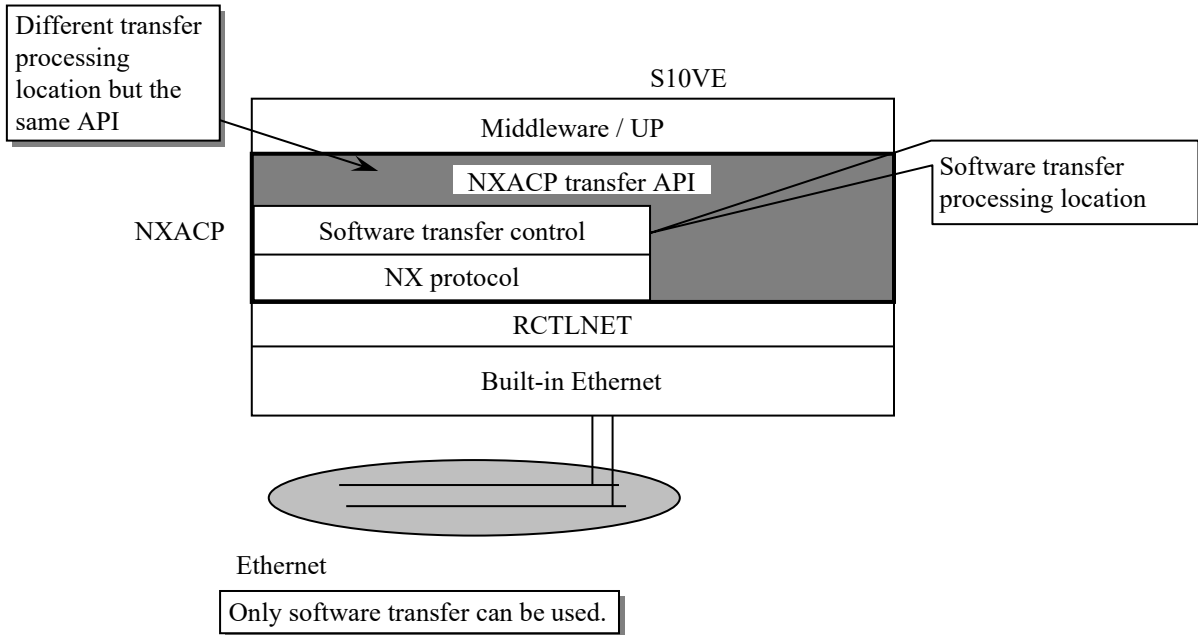 Different transfer
processing
location but the
same API
S10VE
Middleware / UP
NXACP transfer API
Software transfer
processing location
NXACP
Software transfer control
NX protocol
RCTLNET
Built-in Ethernet
Ethernet
Only software transfer can be used.